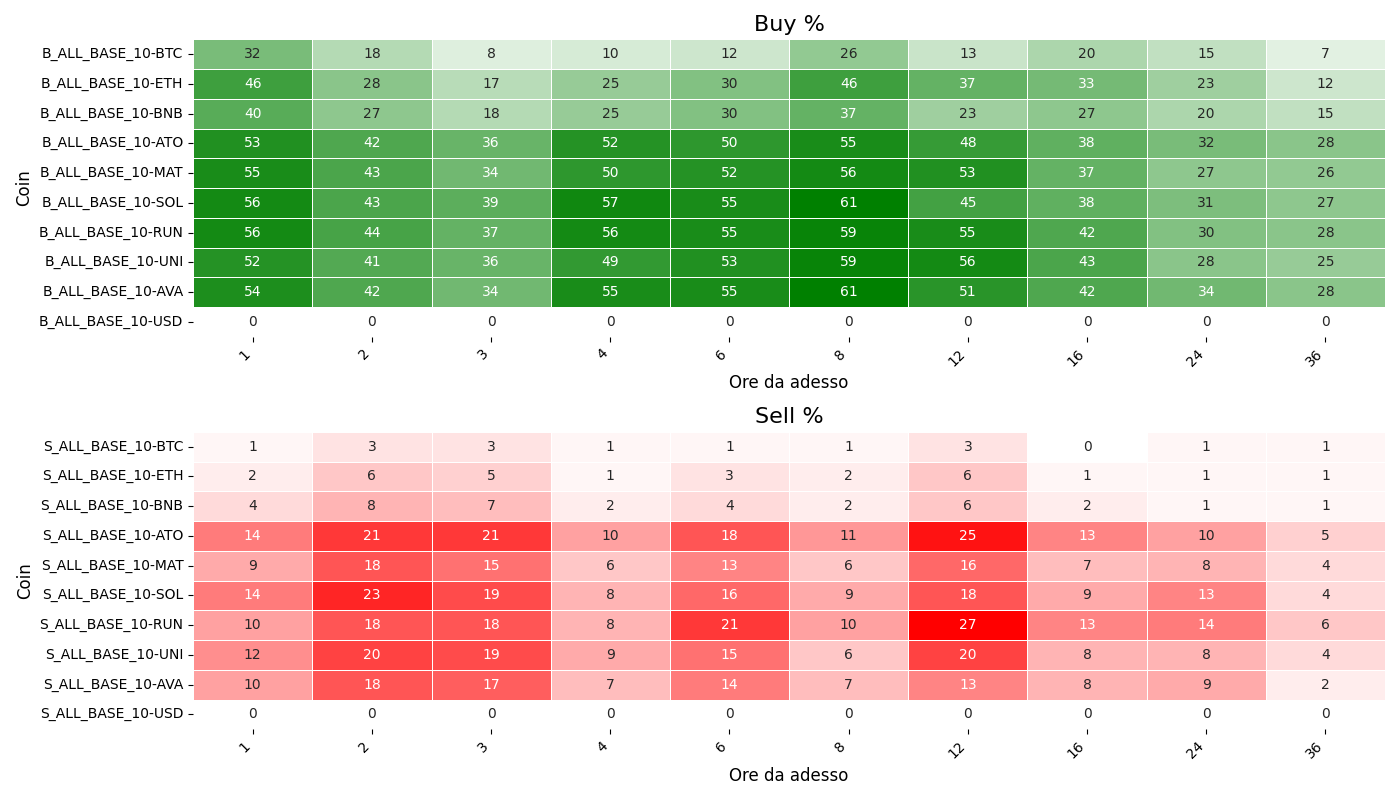 Buy %
Coin
B_ALL_BASE_10-BTC 32 18 8 10 12 26 13 20 15 7
B_ALL_BASE_10-ETH 46 28 17 25 30 46 37 33 23 12
B_ALL_BASE_10-BNB 40 27 18 25 30 37 23 27 20 15
B_ALL_BASE_10-ATO 53 42 36 52 50 55 48 38 32 28
B_ALL_BASE_10-MAT 55 43 34 50 52 56 53 37 27 26
B_ALL_BASE_10-SOL 56 43 39 57 55 61 45 38 31 27
B_ALL_BASE_10-RUN 56 44 37 56 55 59 55 42 30 28
B_ALL_BASE_10-UNI 52 41 36 49 53 59 56 43 28 25
B_ALL_BASE_10-AVA 54 42 34 55 55 61 51 42 34 28
B_ALL_BASE_10-USD 0 0 0 0 0 0 0 0 0 0
1 2 3 4 6 8 12 16 24 36
Ore da adesso
Sell %
Coin
S_ALL_BASE_10-BTC 1 3 3 1 1 1 3 0 1 1
S_ALL_BASE_10-ETH 2 6 5 1 3 2 6 1 1 1
S_ALL_BASE_10-BNB 4 8 7 2 4 2 6 2 1 1
S_ALL_BASE_10-ATO 14 21 21 10 18 11 25 13 10 5
S_ALL_BASE_10-MAT 9 18 15 6 13 6 16 7 8 4
S_ALL_BASE_10-SOL 14 23 19 8 16 9 18 9 13 4
S_ALL_BASE_10-RUN 10 18 18 8 21 10 27 13 14 6
S_ALL_BASE_10-UNI 12 20 19 9 15 6 20 8 8 4
S_ALL_BASE_10-AVA 10 18 17 7 14 7 13 8 9 2
S_ALL_BASE_10-USD 0 0 0 0 0 0 0 0 0 0
1 2 3 4 6 8 12 16 24 36
Ore da adesso